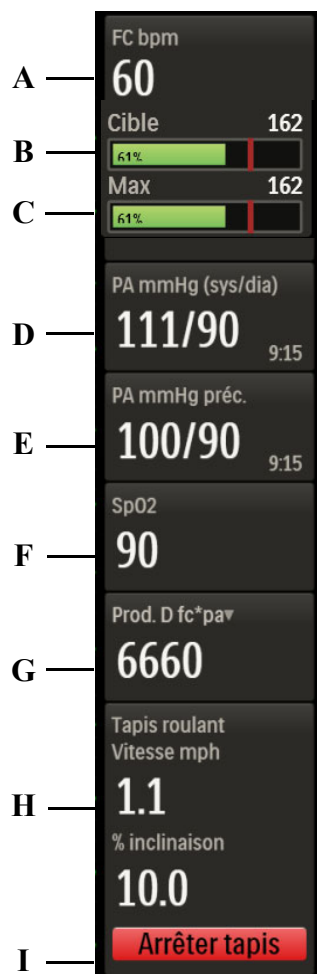 A
FC bpm
60
Cible 162
B
61%
Max 162
C
61%
PA mmHg (sys/dia)
D
111/90
9:15
PA mmHg préc.
E
100/90
9:15
SpO2
F
90
Prod. D fc*pa▾
G
6660
Tapis roulant
Vitesse mph
H
1.1
% inclinaison
10.0
I
Arrêter tapis